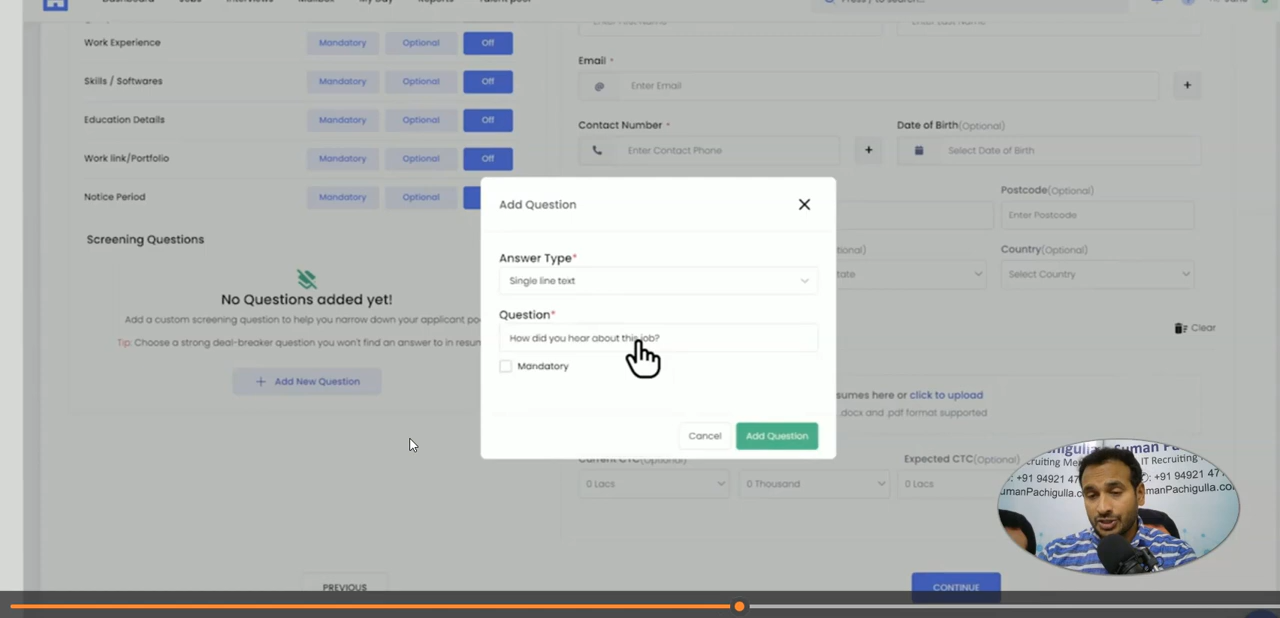 Work Experience
Mandatory
Optional
Off
Skills / Softwares
Mandatory
Optional
Off
Education Details
Mandatory
Optional
Off
Work link/Portfolio
Mandatory
Optional
Off
Notice Period
Mandatory
Optional
Screening Questions
No Questions added yet!
Add a custom screening question to help you narrow down your applicant
Tip: Choose a strong deal-breaker question you won't find an answer to in
+ Add New Question
PREVIOUS
Email *
@ Enter Email
+
Contact Number *
Enter Contact Phone
+
Date of Birth(Optional)
Select Date of Birth
Postcode(Optional)
Enter Postcode
Country(Optional)
Select Country
Clear
here or click to upload
.docx and .pdf format supported
Add Question
Answer Type*
Single line text
Question*
How did you hear about this job?
Mandatory
Cancel
Add Question
Current CTC(Optional)
0 Lacs
0 Thousand
Expected CTC(Optional)
0 Lacs
CONTINUE
IT Recruiting
+91 94921 47